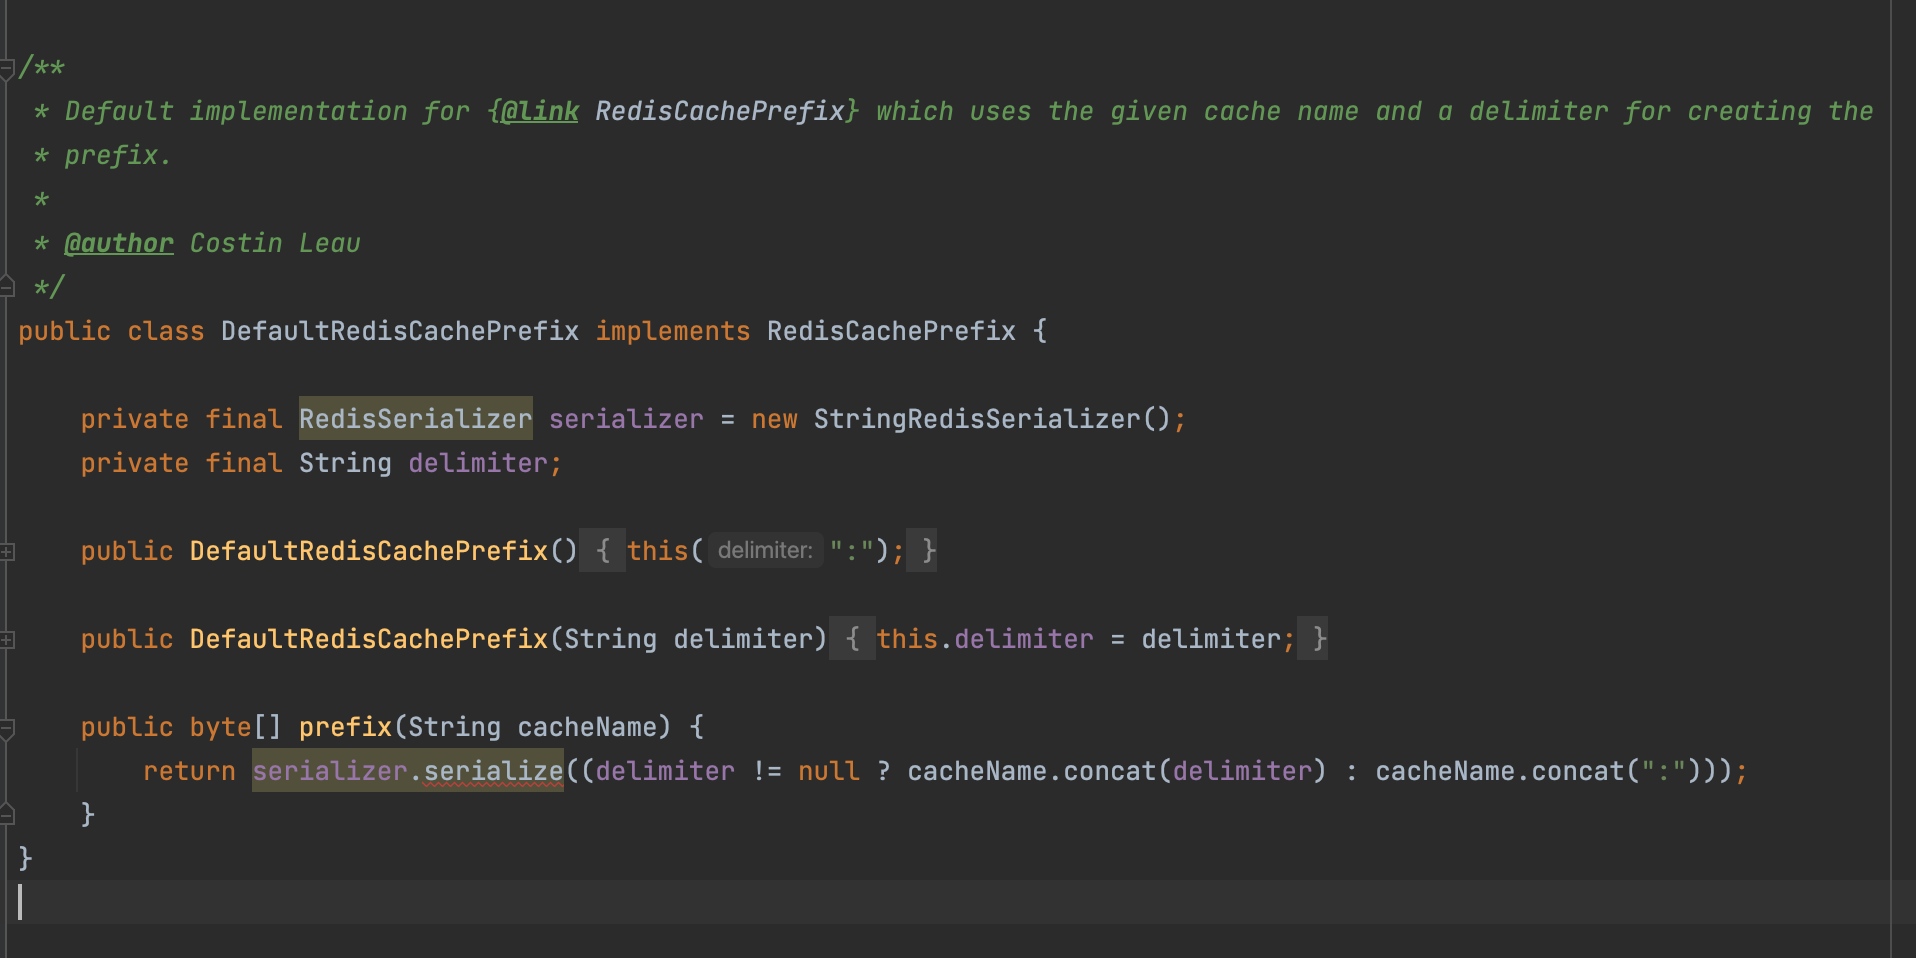 /**
 * Default implementation for {@link RedisCachePrefix} which uses the given cache name and a delimiter for creating the
 * prefix.
 *
 * @author Costin Leau
 */
public class DefaultRedisCachePrefix implements RedisCachePrefix {
    private final RedisSerializer serializer = new StringRedisSerializer();
    private final String delimiter;
    public DefaultRedisCachePrefix() { this( delimiter: ":"); }
    public DefaultRedisCachePrefix(String delimiter) { this.delimiter = delimiter; }
    public byte[] prefix(String cacheName) {
        return serializer.serialize((delimiter != null ? cacheName.concat(delimiter) : cacheName.concat(":")));
    }
}